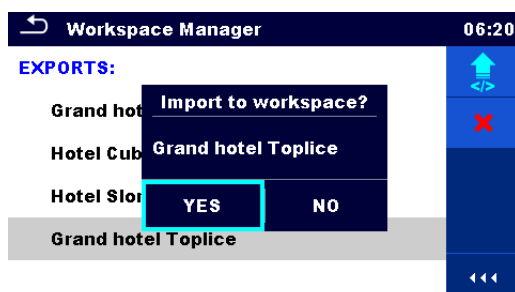 Workspace Manager 06:20
EXPORTS:
</>
Grand hot
Import to workspace?
Hotel Cub
Grand hotel Toplice
Hotel Slo
YES NO
Grand hotel Toplice